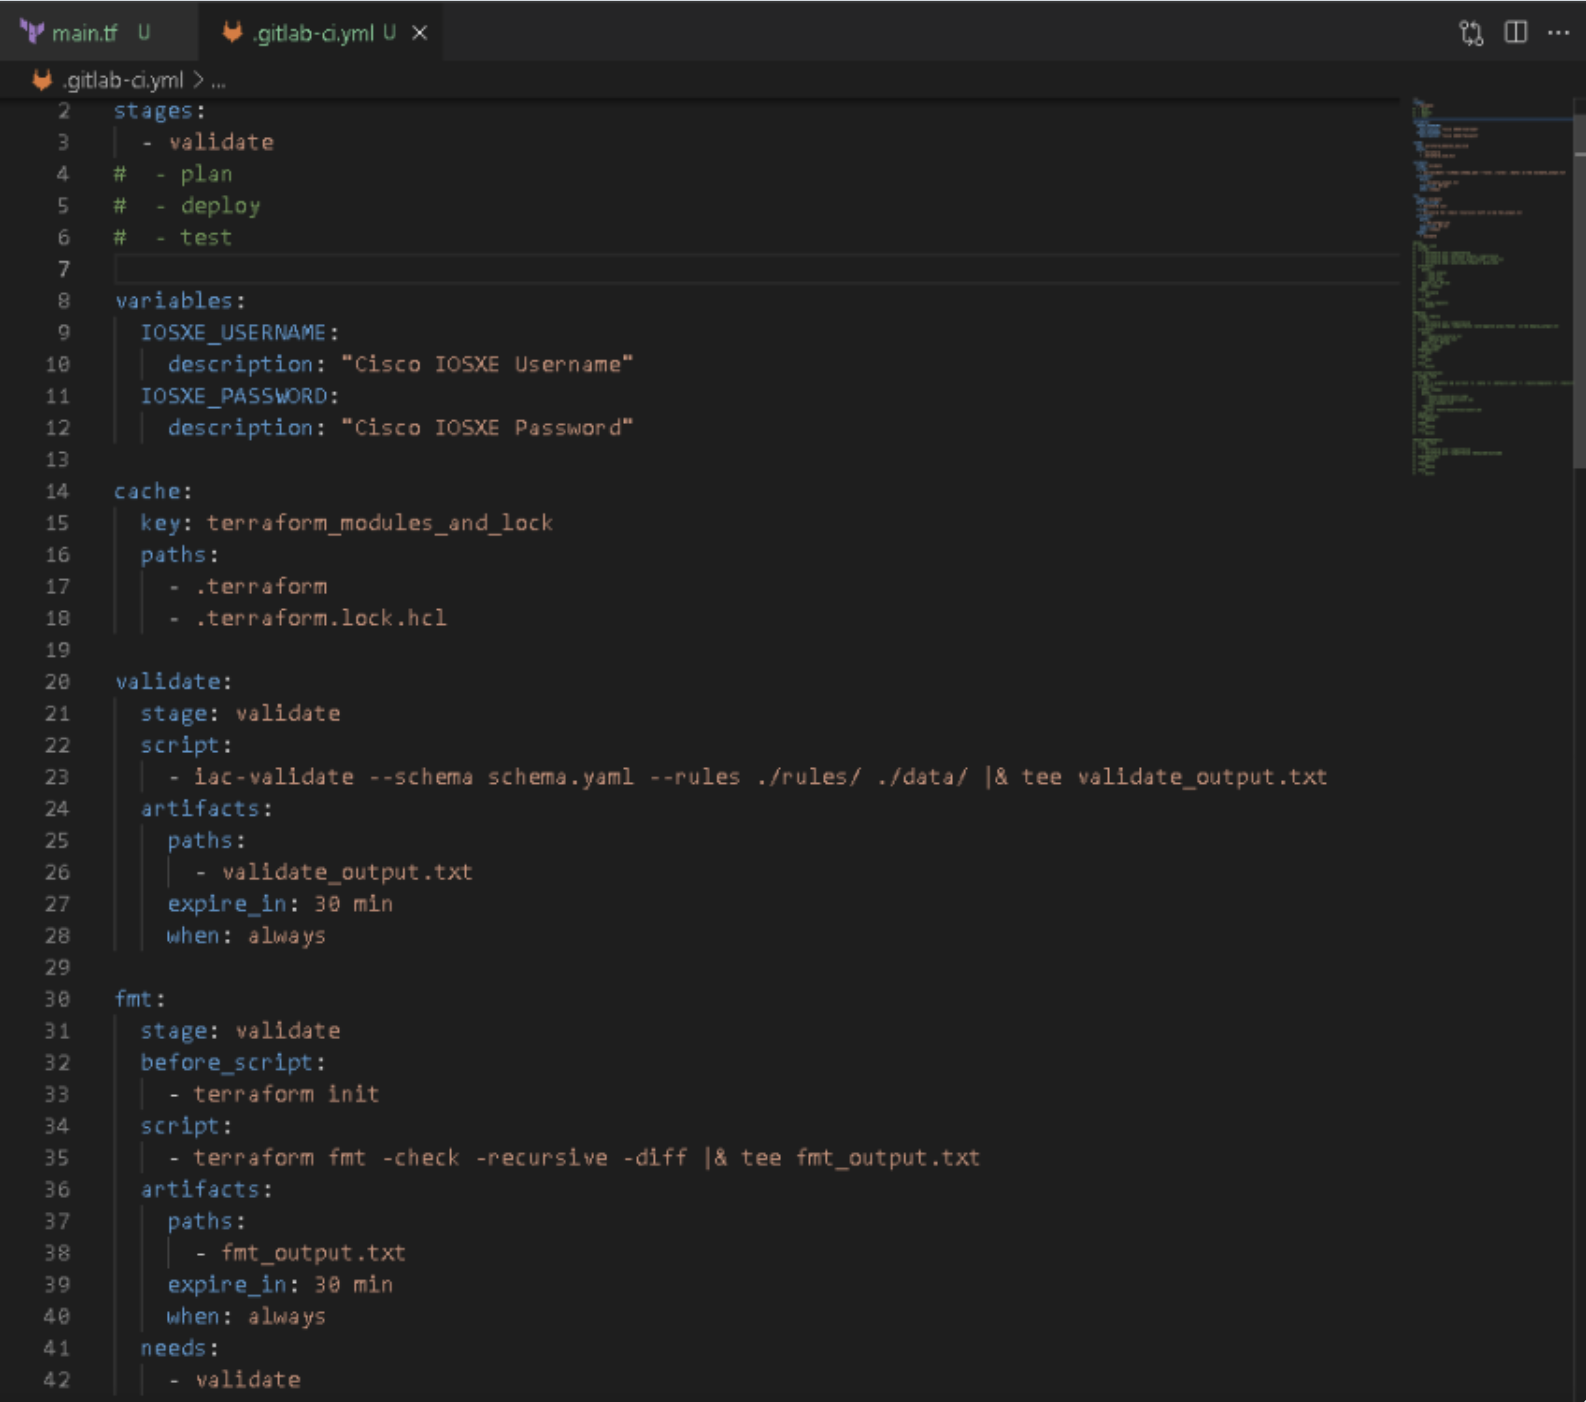 main.tf U .gitlab-ci.yml U
.gitlab-ci.yml > ...
2 stages:
3   - validate
4 #  - plan
5 #  - deploy
6 #  - test
7
8 variables:
9   IOSXE_USERNAME:
10     description: "Cisco IOSXE Username"
11   IOSXE_PASSWORD:
12     description: "Cisco IOSXE Password"
13
14 cache:
15   key: terraform_modules_and_lock
16   paths:
17     - .terraform
18     - .terraform.lock.hcl
19
20 validate:
21   stage: validate
22   script:
23     - iac-validate --schema schema.yaml --rules ./rules/ ./data/ |& tee validate_output.txt
24   artifacts:
25     paths:
26       - validate_output.txt
27     expire_in: 30 min
28     when: always
29
30 fmt:
31   stage: validate
32   before_script:
33     - terraform init
34   script:
35     - terraform fmt -check -recursive -diff |& tee fmt_output.txt
36   artifacts:
37     paths:
38       - fmt_output.txt
39     expire_in: 30 min
40     when: always
41   needs:
42     - validate